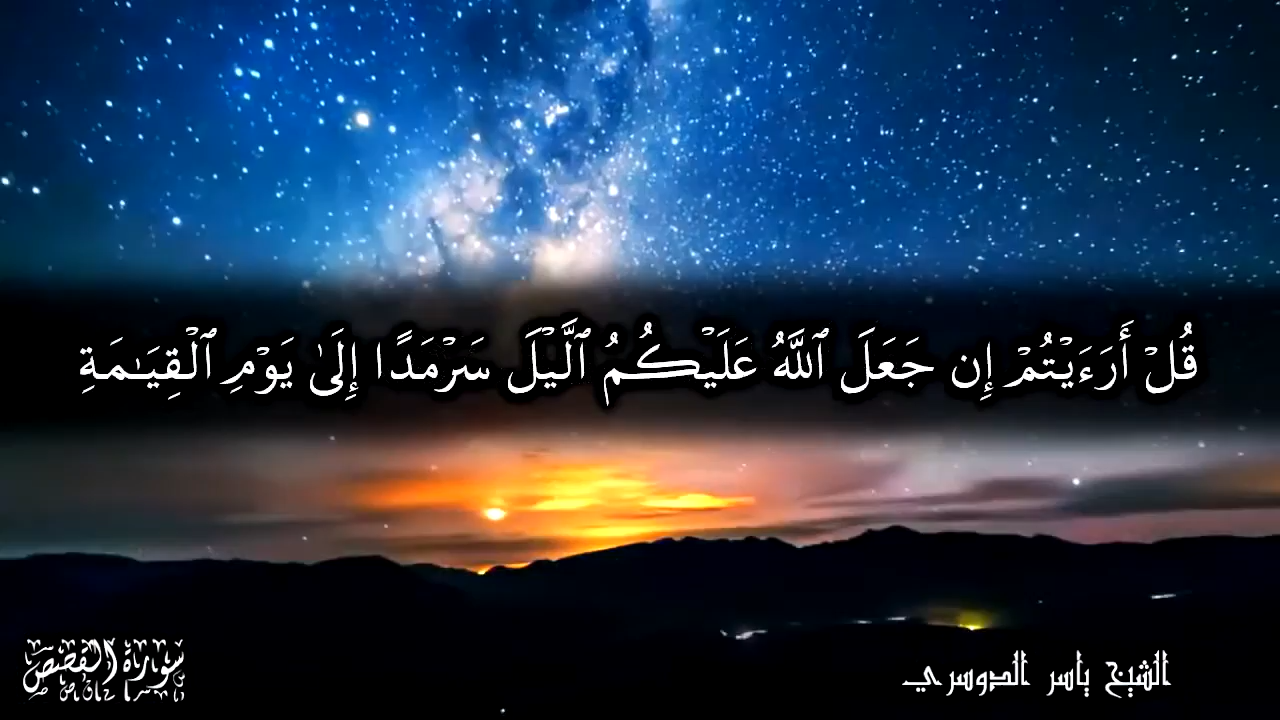 قُلْ أَرَءَيْتُمْ إِن جَعَلَ ٱللَّهُ عَلَيْكُمُ ٱلَّيْلَ سَرْمَدًا إِلَىٰ يَوْمِ ٱلْقِيَـٰمَةِ
سورة القصص
الشيخ ياسر الدوسري